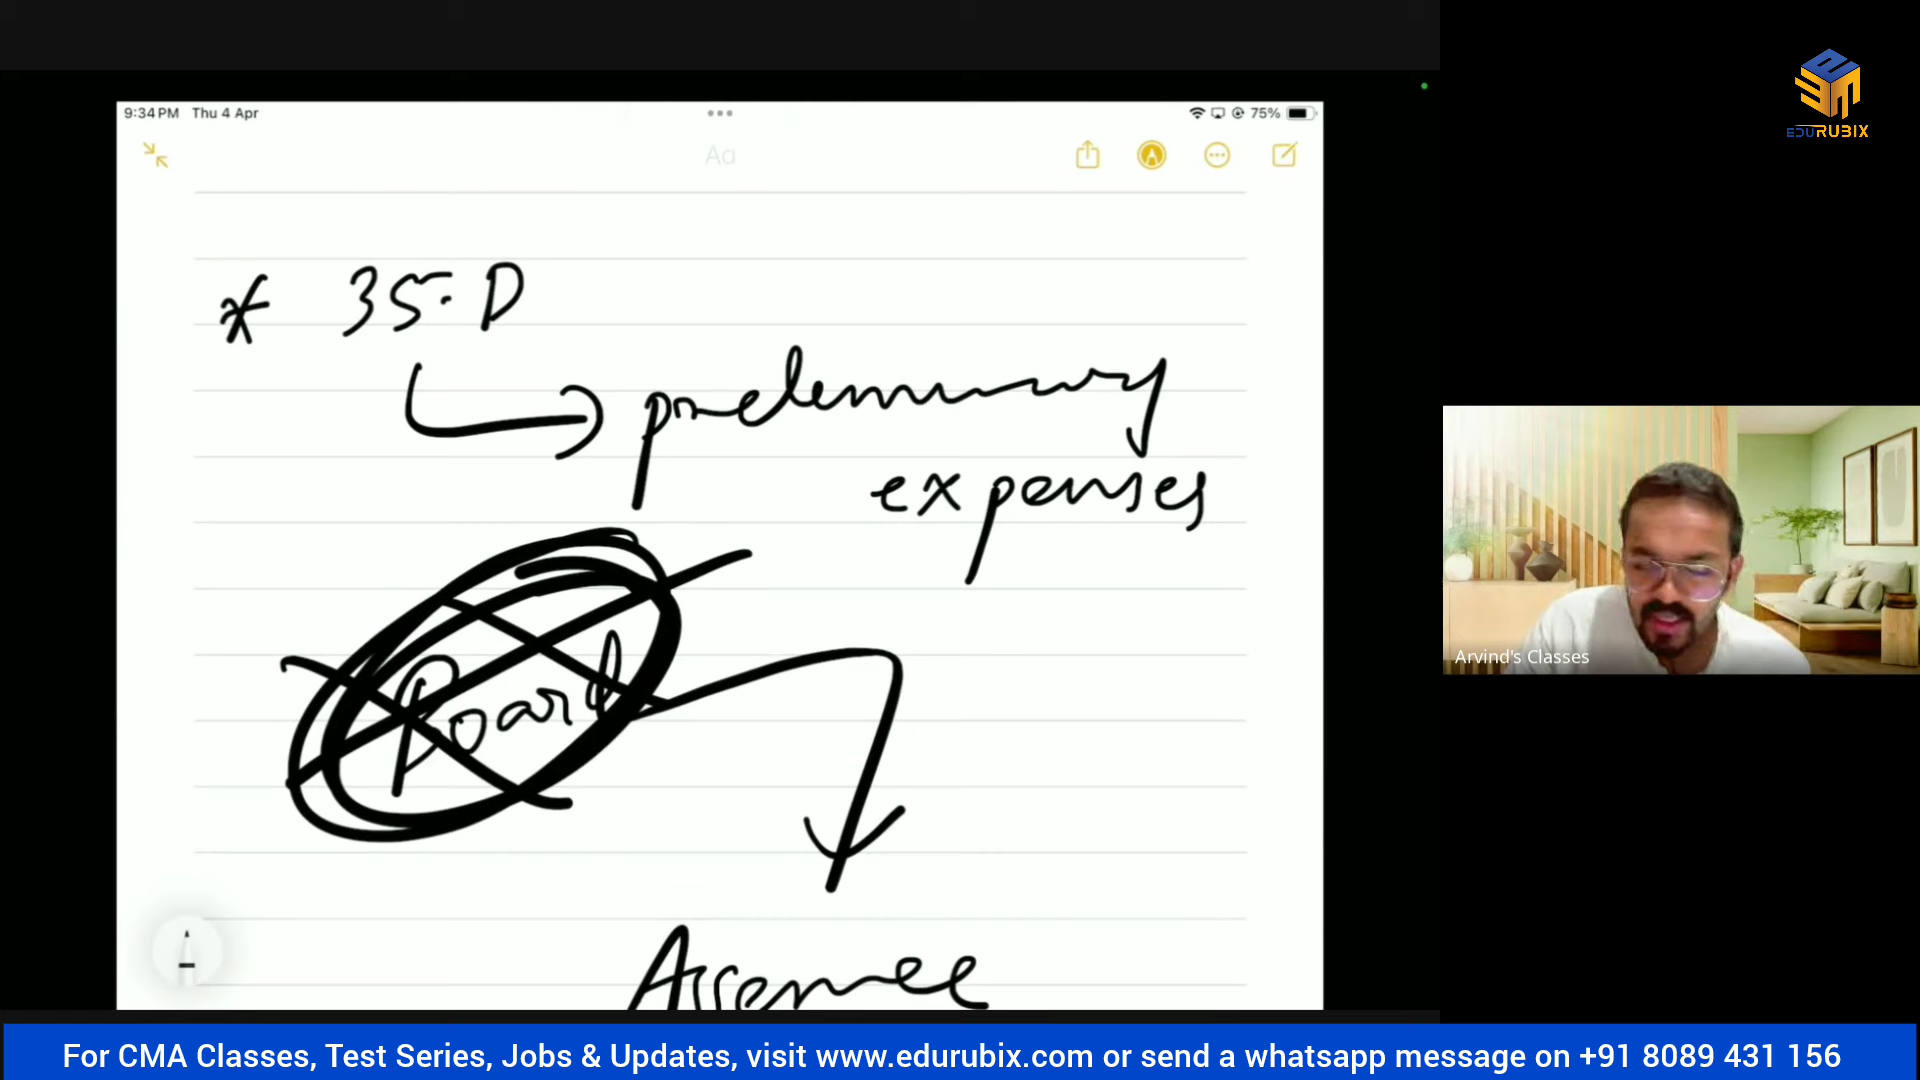 9:34 PM Thu 4 Apr
75%
Aa
* 35-D
preliminary
expenses
Board
Assessee
EDURUBIX
Arvind's Classes
For CMA Classes, Test Series, Jobs & Updates, visit www.edurubix.com or send a whatsapp message on +91 8089 431 156